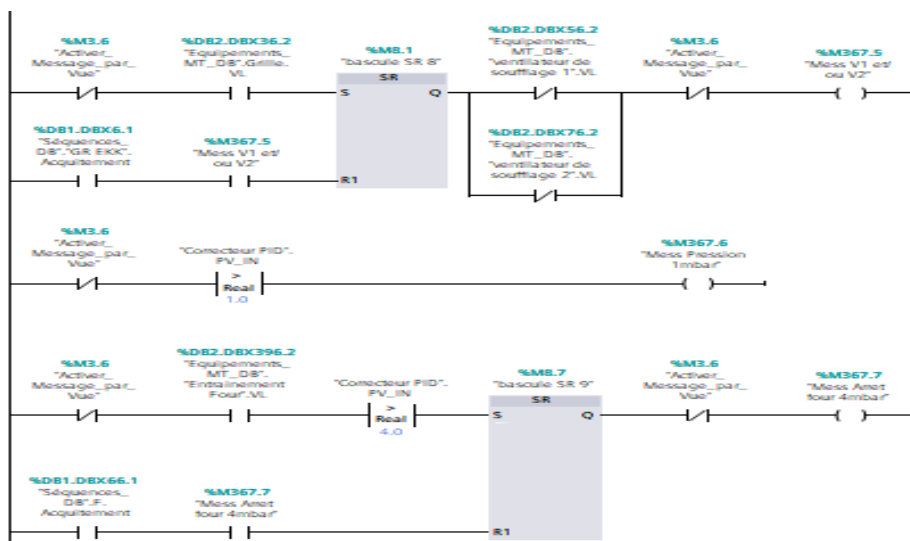 %M3.6
"Activer_
Message_par_
Vue"
%DB2.DBX36.2
"Equipements_
MT_DB".Grille.
VL
%M8.1
"bascule SR 8"
SR
S
Q
%DB2.DBX56.2
"Equipements_
MT_DB".
"ventilateur de
soufflage 1".VL
%M3.6
"Activer_
Message_par_
Vue"
%M367.5
"Mess V1 et/
ou V2"
%DB1.DBX6.1
"Séquences_
DB"."GR EKK".
Acquitement
%M367.5
"Mess V1 et/
ou V2"
R1
%DB2.DBX76.2
"Equipements_
MT_DB".
"ventilateur de
soufflage 2".VL
%M3.6
"Activer_
Message_par_
Vue"
"Correcteur PID".
PV_IN
>
Real
1.0
%M367.6
"Mess Pression
1mbar"
%M3.6
"Activer_
Message_par_
Vue"
%DB2.DBX396.2
"Equipements_
MT_DB".
"Entrainement
Four".VL
"Correcteur PID".
PV_IN
>
Real
4.0
%M8.7
"bascule SR 9"
SR
S
Q
%M3.6
"Activer_
Message_par_
Vue"
%M367.7
"Mess Arret
four 4mbar"
%DB1.DBX66.1
"Séquences_
DB".F.
Acquitement
%M367.7
"Mess Arret
four 4mbar"
R1